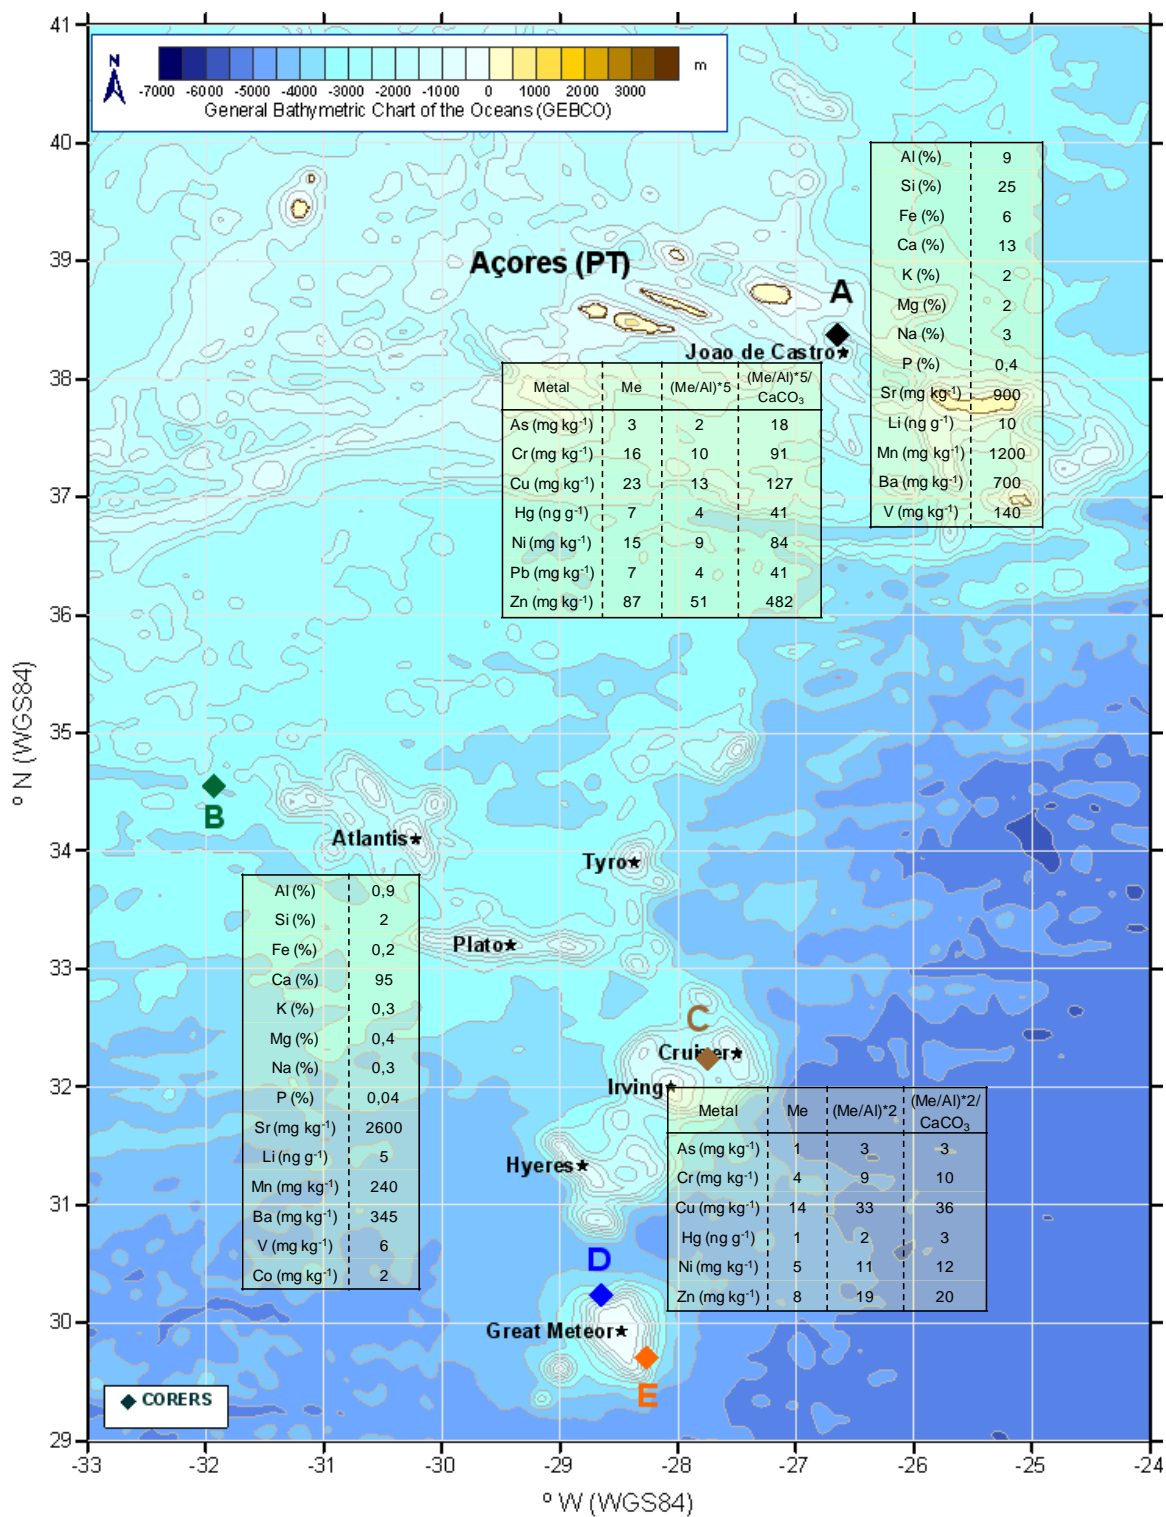 N
m
-7000 -6000 -5000 -4000 -3000 -2000 -1000 0 1000 2000 3000
General Bathymetric Chart of the Oceans (GEBCO)
41
40
39
38
37
36
35
34
33
32
31
30
29
º N (WGS84)
Açores (PT)
A
Joao de Castro
Al (%) 9
Si (%) 25
Fe (%) 6
Ca (%) 13
K (%) 2
Mg (%) 2
Na (%) 3
P (%) 0,4
Sr (mg kg-1) 900
Li (ng g-1) 10
Mn (mg kg-1) 1200
Ba (mg kg-1) 700
V (mg kg-1) 140
Metal Me (Me/Al)*5 (Me/Al)*5/
CaCO3
As (mg kg-1) 3 2 18
Cr (mg kg-1) 16 10 91
Cu (mg kg-1) 23 13 127
Hg (ng g-1) 7 4 41
Ni (mg kg-1) 15 9 84
Pb (mg kg-1) 7 4 41
Zn (mg kg-1) 87 51 482
B
Atlantis
Tyro
Plato
Al (%) 0,9
Si (%) 2
Fe (%) 0,2
Ca (%) 95
K (%) 0,3
Mg (%) 0,4
Na (%) 0,3
P (%) 0,04
Sr (mg kg-1) 2600
Li (ng g-1) 5
Mn (mg kg-1) 240
Ba (mg kg-1) 345
V (mg kg-1) 6
Co (mg kg-1) 2
C
Cruiser
Irving
Hyeres
Metal Me (Me/Al)*2 (Me/Al)*2/
CaCO3
As (mg kg-1) 1 3 3
Cr (mg kg-1) 4 9 10
Cu (mg kg-1) 14 33 36
Hg (ng g-1) 1 2 3
Ni (mg kg-1) 5 11 12
Zn (mg kg-1) 8 19 20
D
Great Meteor
E
CORERS
-33 -32 -31 -30 -29 -28 -27 -26 -25 -24
º W (WGS84)